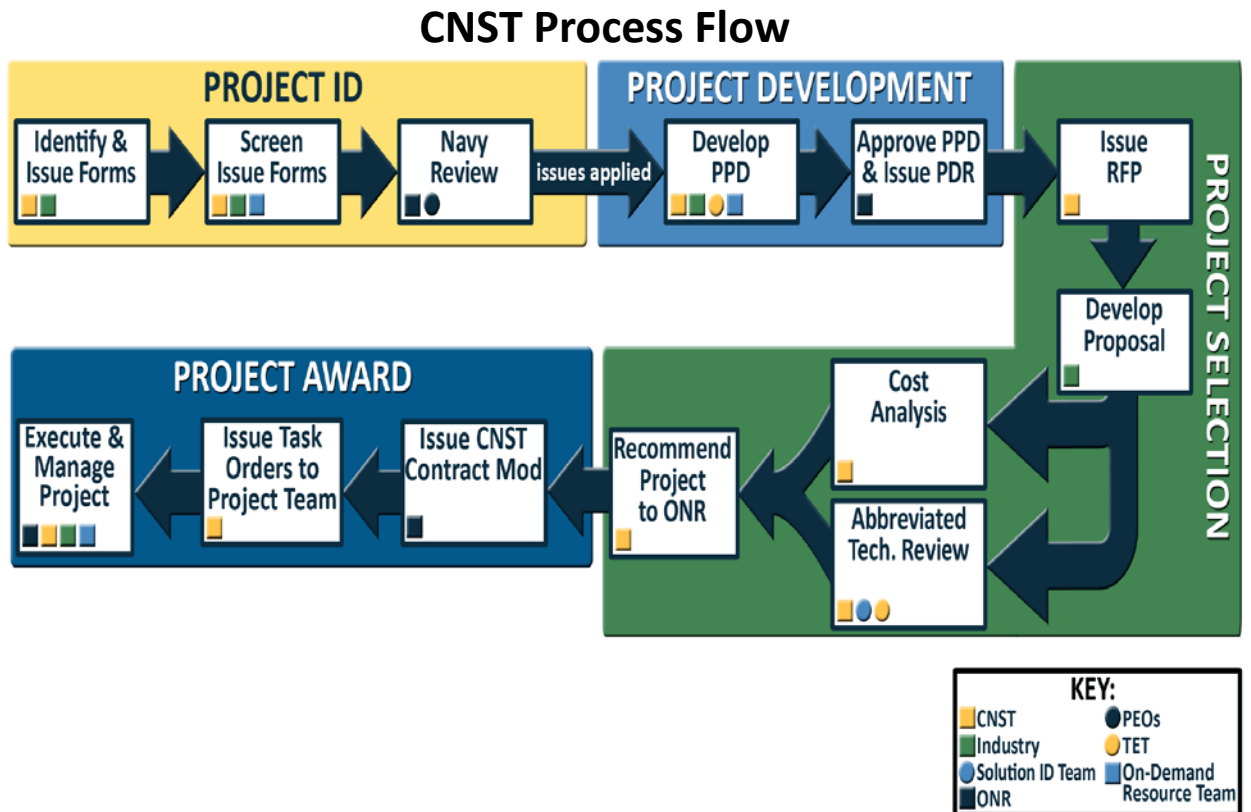 CNST Process Flow
PROJECT ID
Identify &
Issue Forms
Screen
Issue Forms
Navy
Review
issues applied
PROJECT DEVELOPMENT
Develop
PPD
Approve PPD
& Issue PDR
PROJECT SELECTION
Issue
RFP
Develop
Proposal
Cost
Analysis
Abbreviated
Tech. Review
Recommend
Project
to ONR
PROJECT AWARD
Issue CNST
Contract Mod
Issue Task
Orders to
Project Team
Execute &
Manage
Project
KEY:
CNST
Industry
Solution ID Team
ONR
PEOs
TET
On-Demand
Resource Team